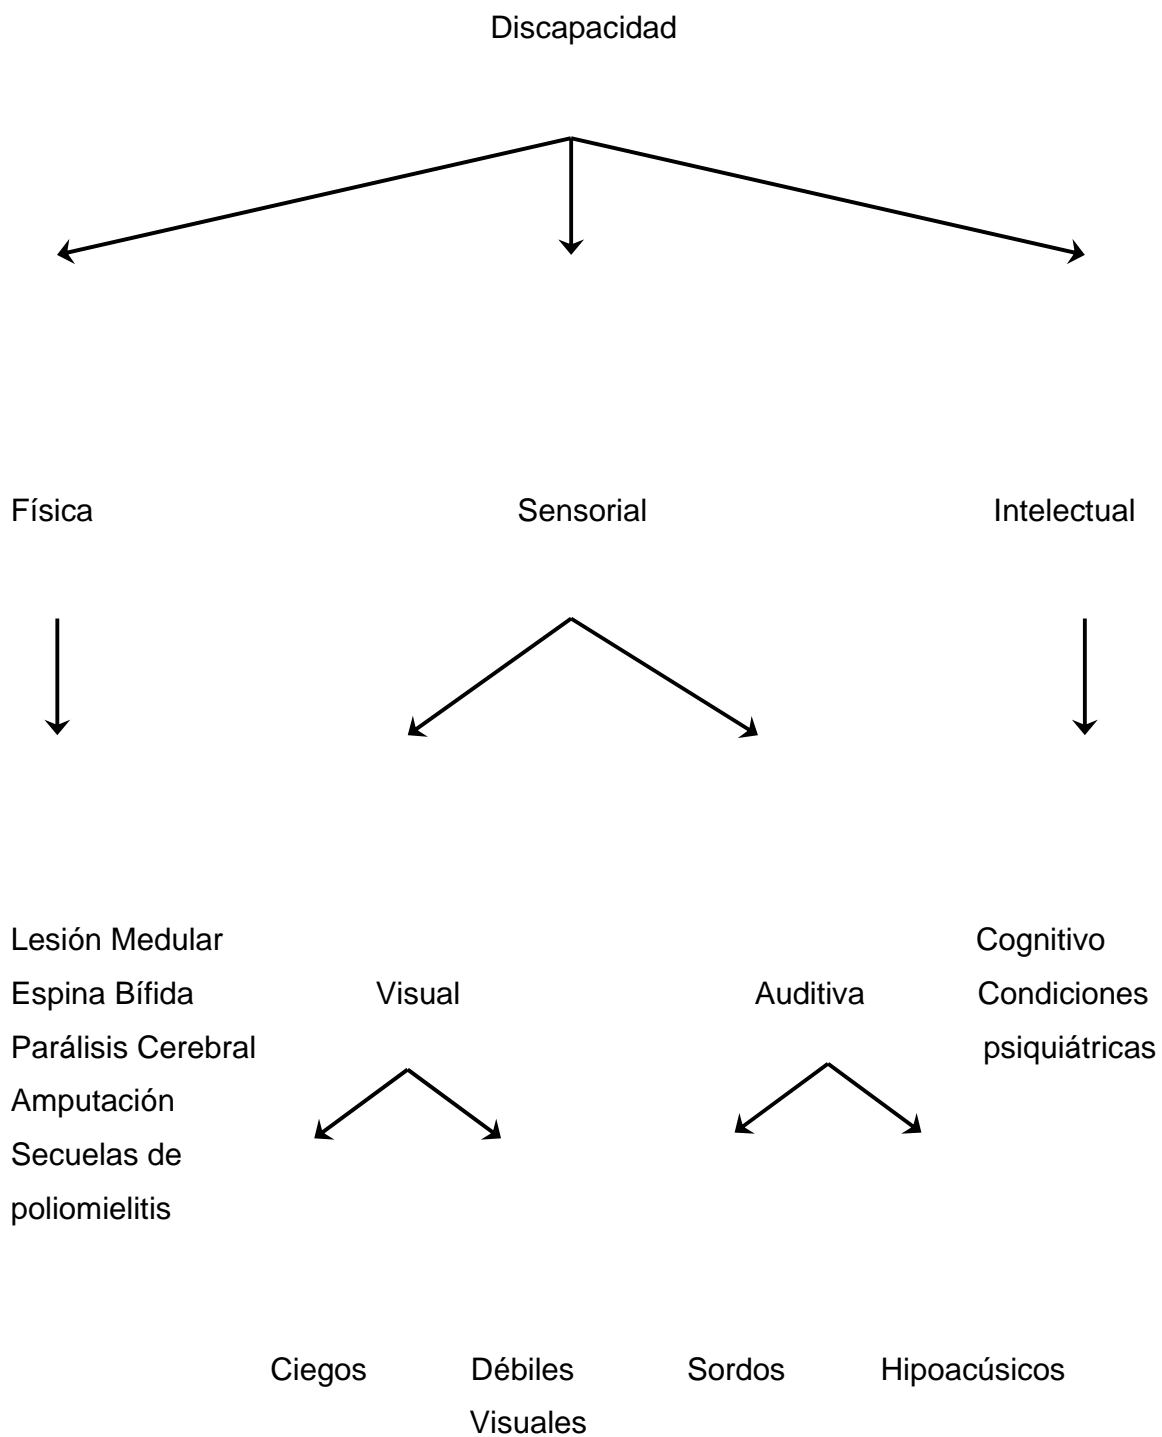 Discapacidad
Física
Sensorial
Intelectual
Lesión Medular
Espina Bífida
Parálisis Cerebral
Amputación
Secuelas de
poliomielitis
Visual
Auditiva
Cognitivo
Condiciones
psiquiátricas
Ciegos
Débiles
Visuales
Sordos
Hipoacúsicos